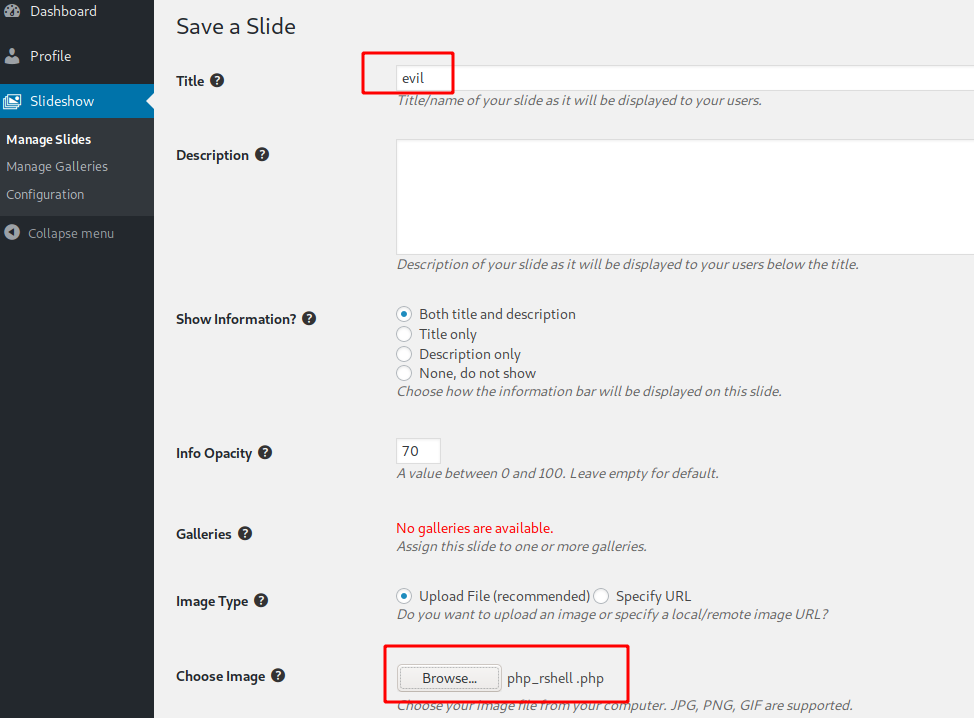 Dashboard
Profile
Slideshow
Manage Slides
Manage Galleries
Configuration
Collapse menu
Save a Slide
Title
evil
Title/name of your slide as it will be displayed to your users.
Description
Description of your slide as it will be displayed to your users below the title.
Show Information?
Both title and description
Title only
Description only
None, do not show
Choose how the information bar will be displayed on this slide.
Info Opacity
70
A value between 0 and 100. Leave empty for default.
Galleries
No galleries are available.
Assign this slide to one or more galleries.
Image Type
Upload File (recommended) Specify URL
Do you want to upload an image or specify a local/remote image URL?
Choose Image
Browse... php_rshell .php
Choose your image file from your computer. JPG, PNG, GIF are supported.